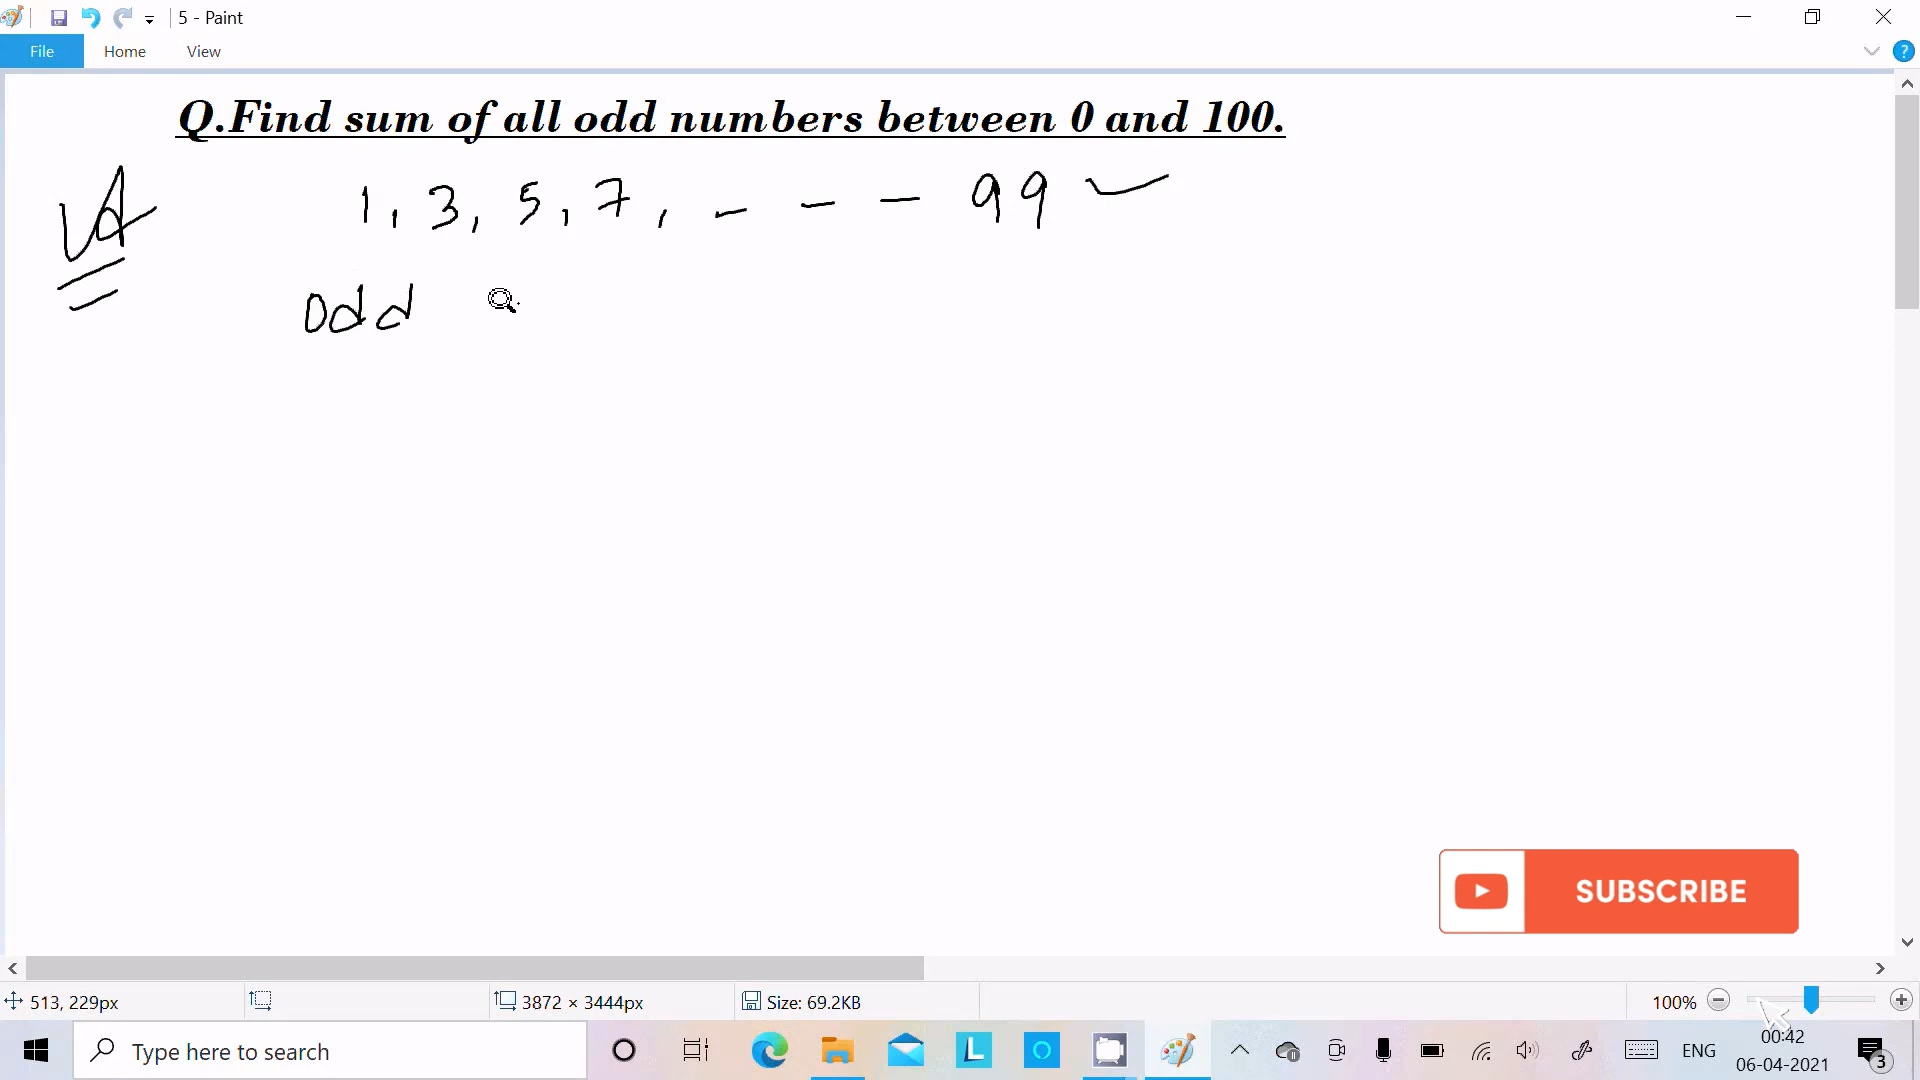 5 - Paint
File Home View
Q.Find sum of all odd numbers between 0 and 100.
1, 3, 5, 7, - - - 99
odd
SUBSCRIBE
513, 229px 3872 × 3444px Size: 69.2KB 100%
Type here to search
ENG
00:42
06-04-2021
3